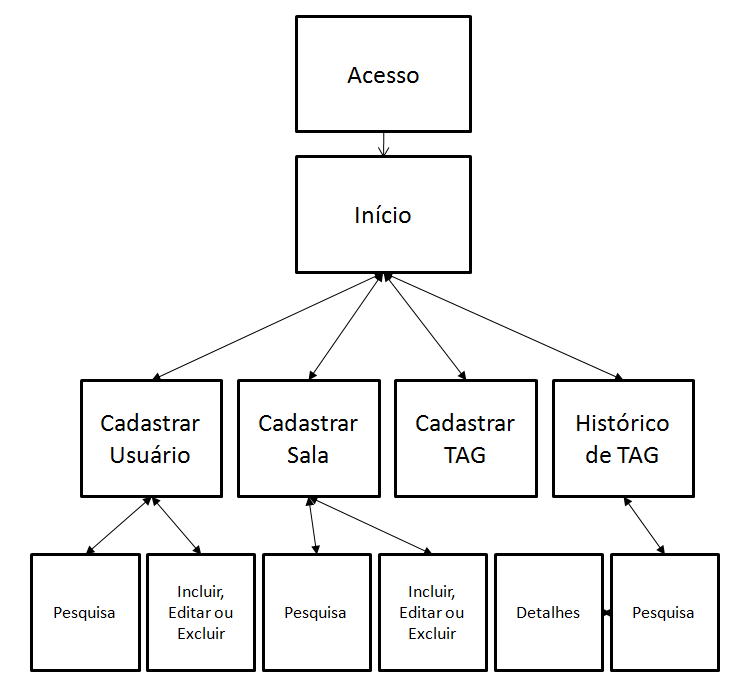 Acesso
Início
Cadastrar
Usuário
Cadastrar
Sala
Cadastrar
TAG
Histórico
de TAG
Pesquisa
Incluir,
Editar ou
Excluir
Pesquisa
Incluir,
Editar ou
Excluir
Detalhes
Pesquisa